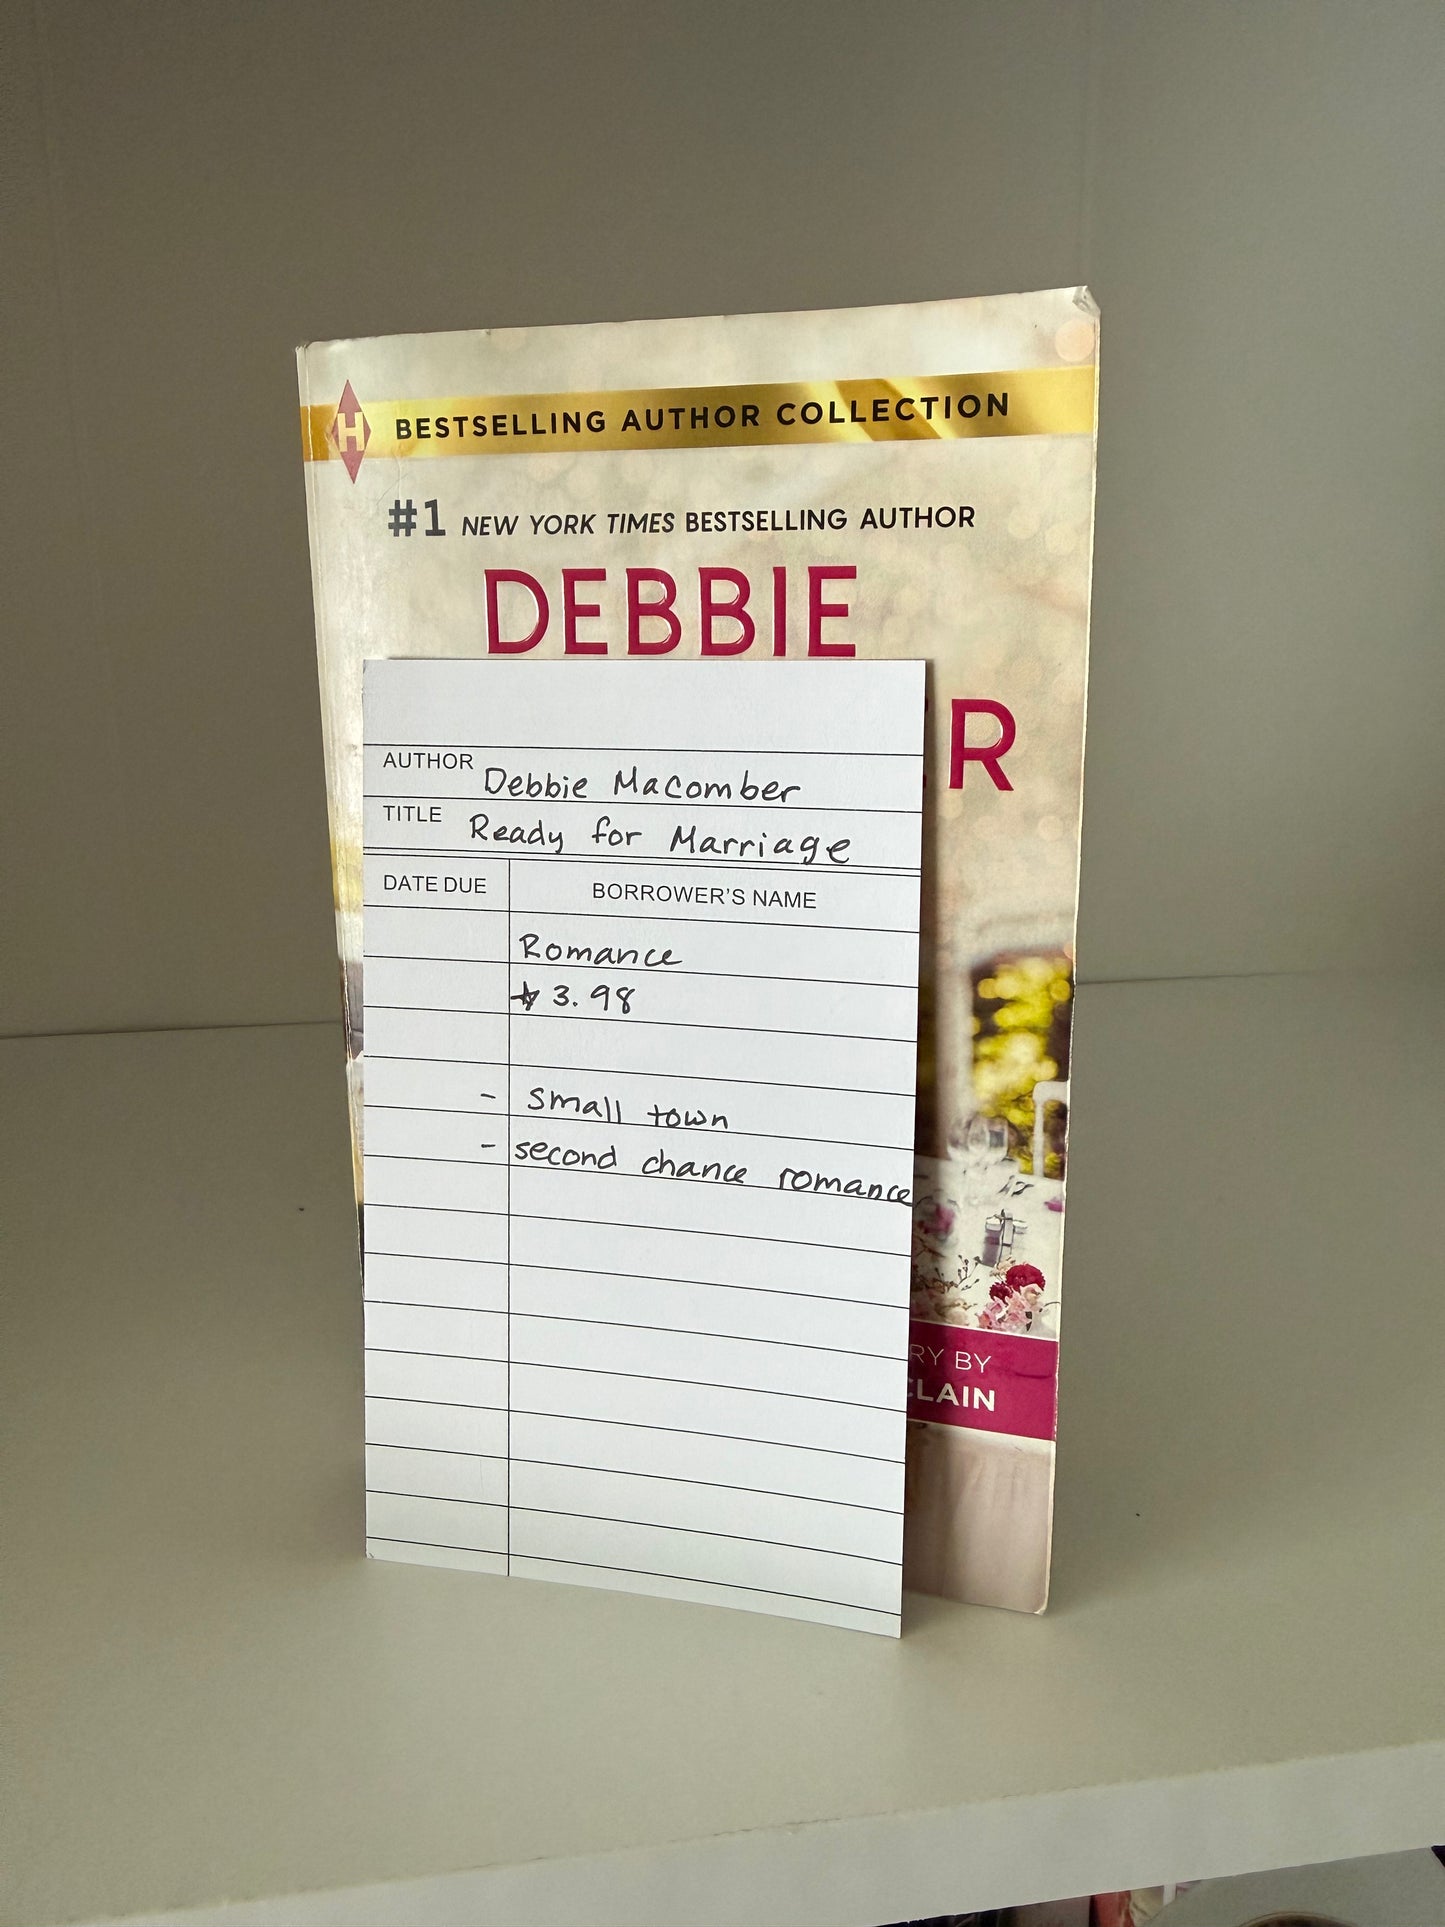 H BESTSELLING AUTHOR COLLECTION
#1 NEW YORK TIMES BESTSELLING AUTHOR
DEBBIE
ER
AUTHOR Debbie Macomber
TITLE Ready for Marriage
DATE DUE BORROWER'S NAME
Romance
☆ 3.98
- small town
- second chance romance
RY BY
CLAIN